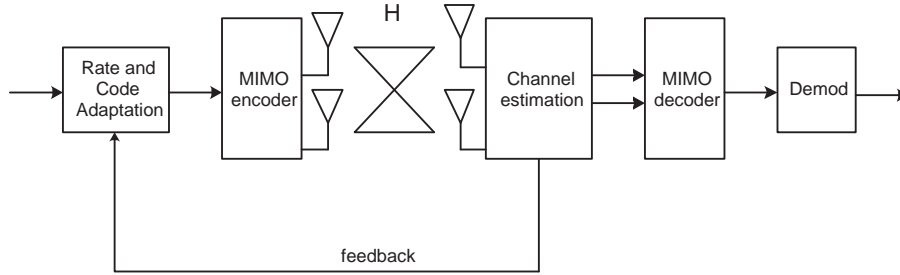 H
Rate and
Code
Adaptation
MIMO
encoder
Channel
estimation
MIMO
decoder
Demod
feedback